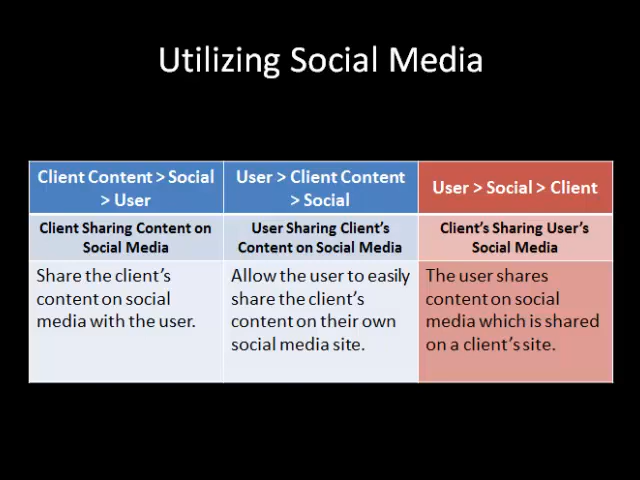 Utilizing Social Media
Client Content > Social
> User
User > Client Content
> Social
User > Social > Client
Client Sharing Content on
Social Media
User Sharing Client's
Content on Social Media
Client's Sharing User's
Social Media
Share the client's
content on social
media with the user.
Allow the user to easily
share the client's
content on their own
social media site.
The user shares
content on social
media which is shared
on a client's site.